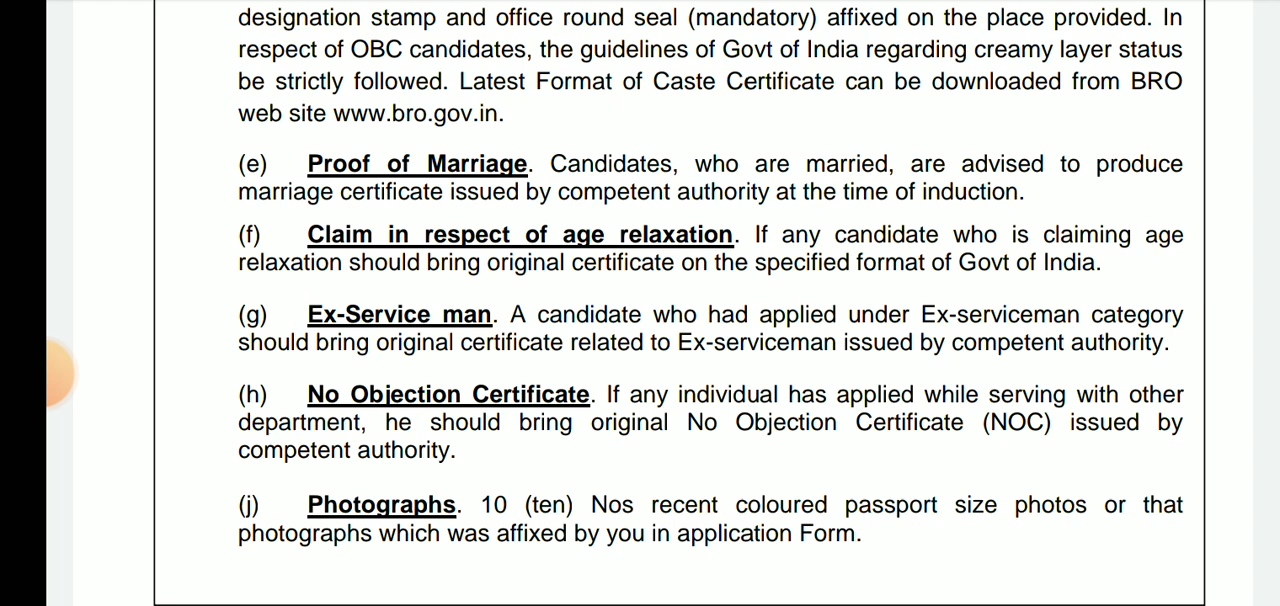 designation stamp and office round seal (mandatory) affixed on the place provided. In
respect of OBC candidates, the guidelines of Govt of India regarding creamy layer status
be strictly followed. Latest Format of Caste Certificate can be downloaded from BRO
web site www.bro.gov.in.
(e) Proof of Marriage. Candidates, who are married, are advised to produce
marriage certificate issued by competent authority at the time of induction.
(f) Claim in respect of age relaxation. If any candidate who is claiming age
relaxation should bring original certificate on the specified format of Govt of India.
(g) Ex-Service man. A candidate who had applied under Ex-serviceman category
should bring original certificate related to Ex-serviceman issued by competent authority.
(h) No Objection Certificate. If any individual has applied while serving with other
department, he should bring original No Objection Certificate (NOC) issued by
competent authority.
(j) Photographs. 10 (ten) Nos recent coloured passport size photos or that
photographs which was affixed by you in application Form.